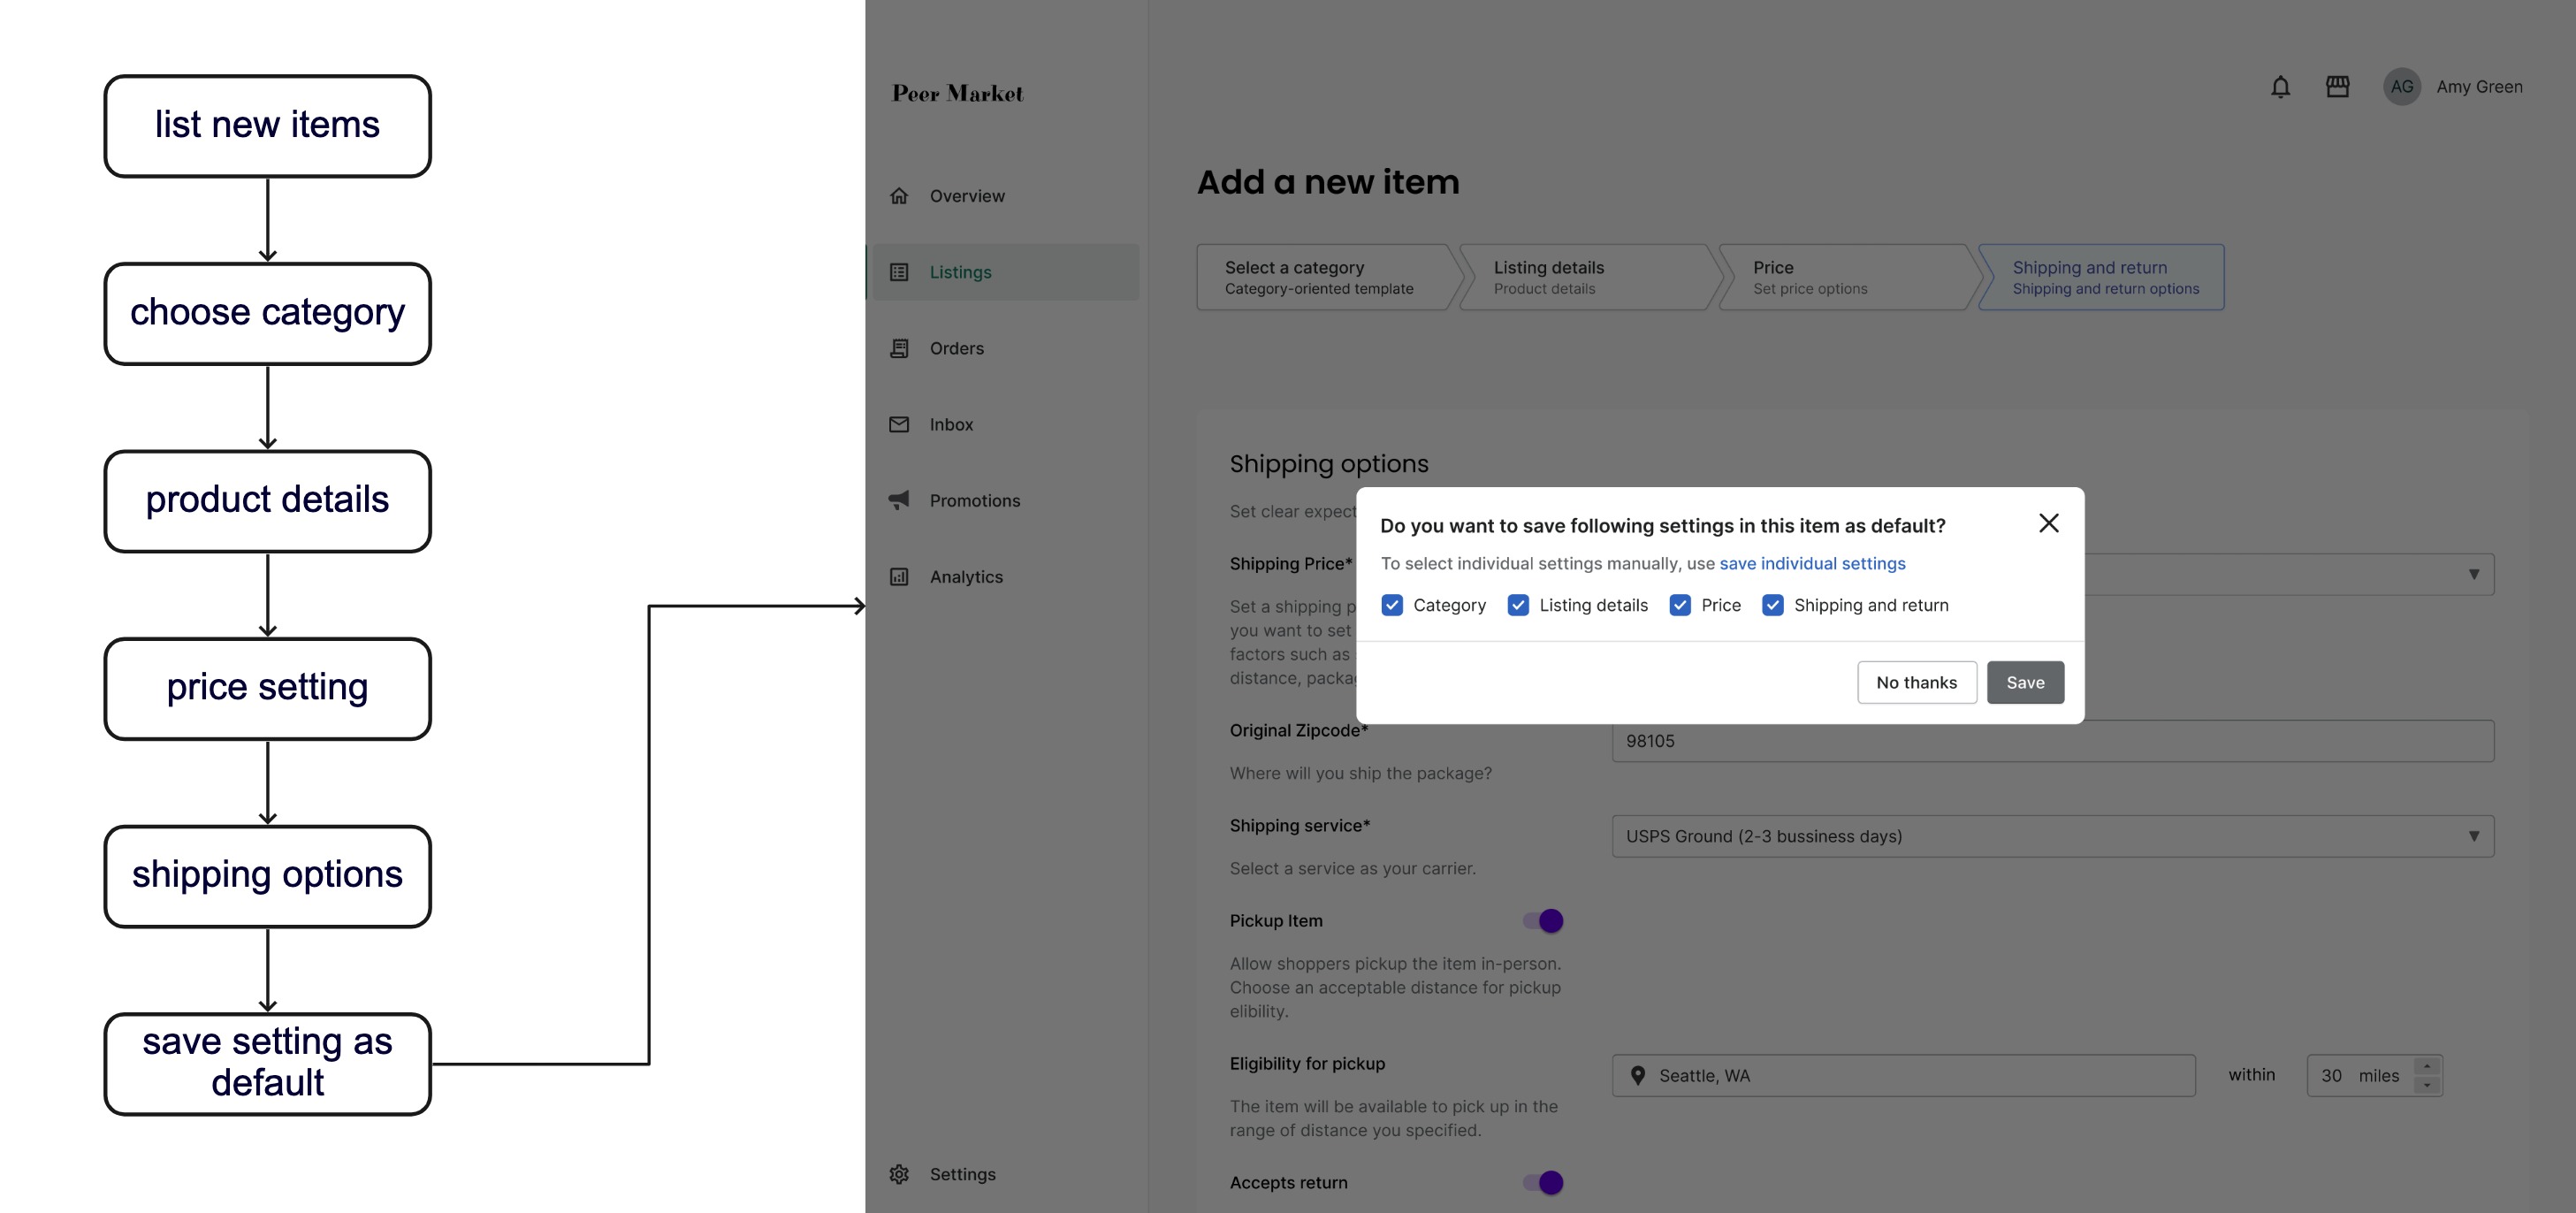 list new items
choose category
product details
price setting
shipping options
save setting as
default
Peer Market
Overview
Listings
Orders
Inbox
Promotions
Analytics
Settings
AG
Amy Green
Add a new item
Select a category
Category-oriented template
Listing details
Product details
Price
Set price options
Shipping and return
Shipping and return options
Shipping options
Set clear expect
Shipping Price*
Set a shipping p
you want to set
factors such as
distance, packa
Do you want to save following settings in this item as default?
To select individual settings manually, use save individual settings
Category
Listing details
Price
Shipping and return
No thanks
Save
Original Zipcode*
98105
Where will you ship the package?
Shipping service*
USPS Ground (2-3 bussiness days)
Select a service as your carrier.
Pickup Item
Allow shoppers pickup the item in-person.
Choose an acceptable distance for pickup
elibility.
Eligibility for pickup
Seattle, WA
within
30 miles
The item will be available to pick up in the
range of distance you specified.
Accepts return